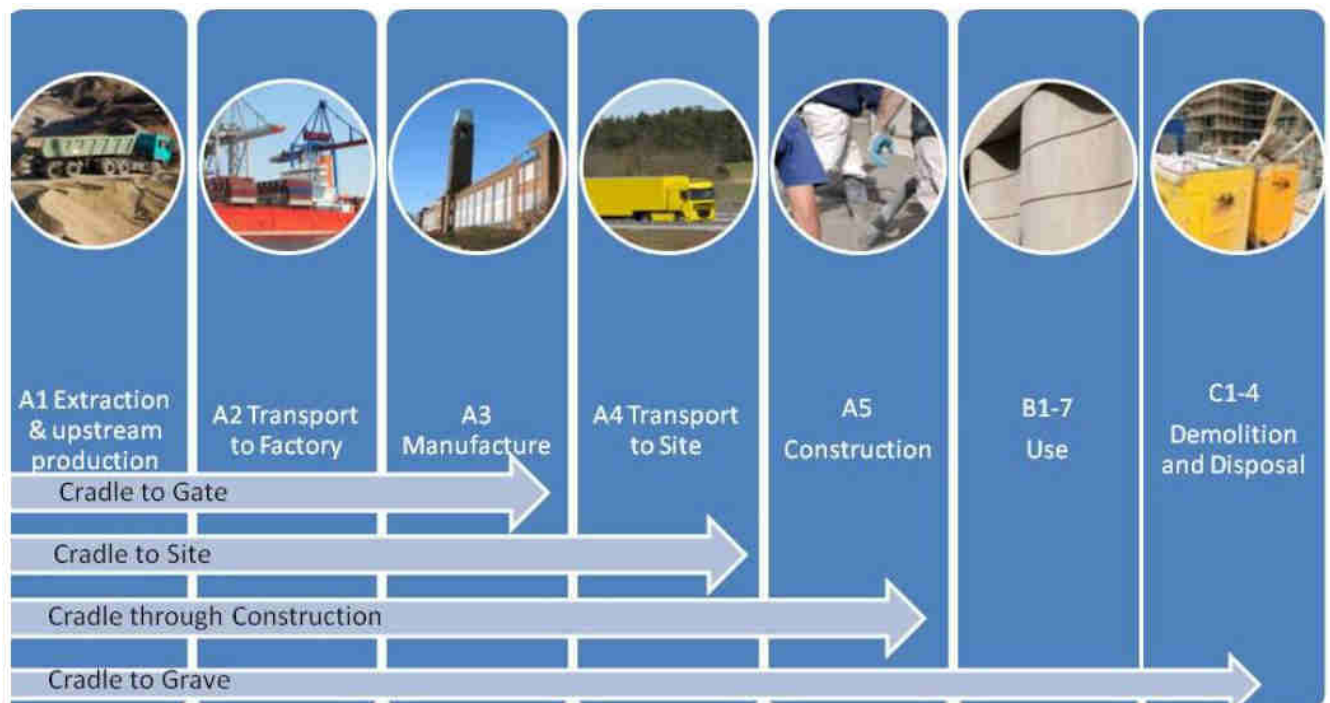 A1 Extraction
& upstream
production
A2 Transport
to Factory
A3
Manufacture
A4 Transport
to Site
A5
Construction
B1-7
Use
C1-4
Demolition
and Disposal
Cradle to Gate
Cradle to Site
Cradle through Construction
Cradle to Grave